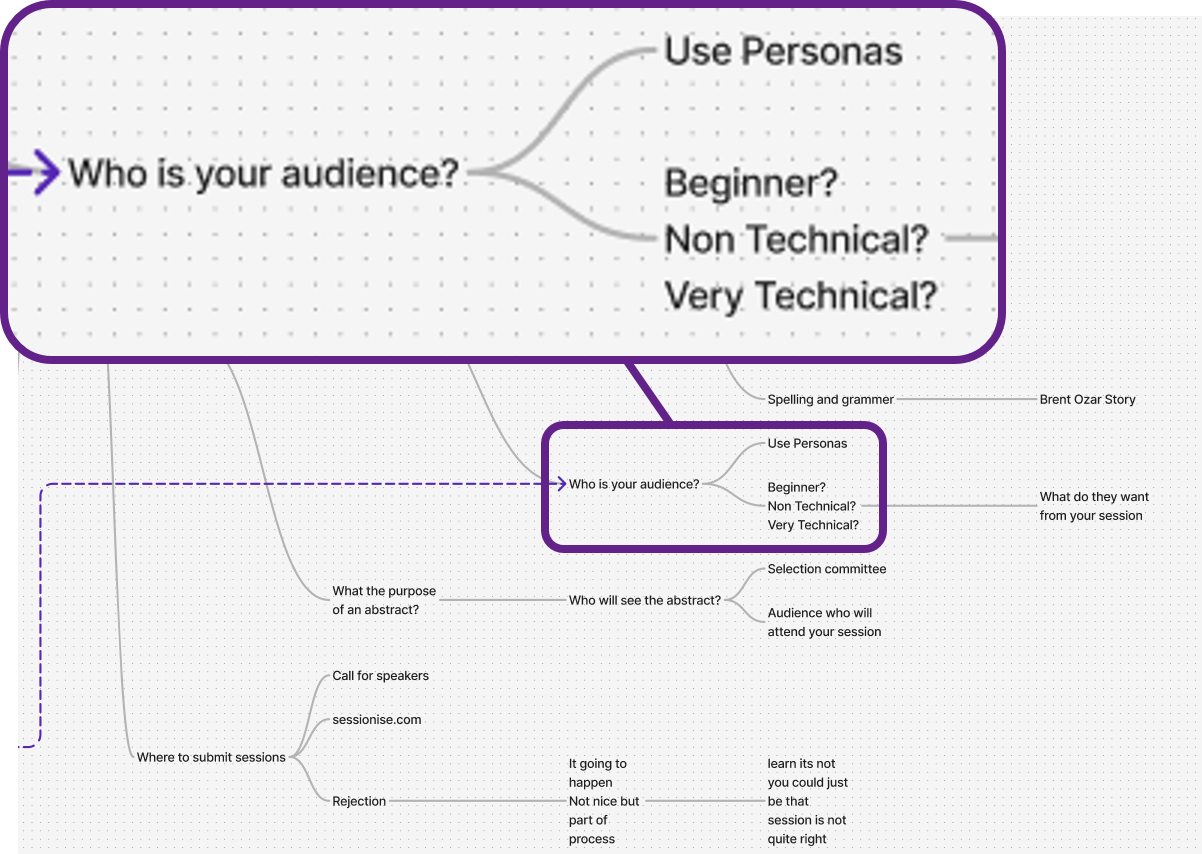 Use Personas
Who is your audience?
Beginner?
Non Technical?
Very Technical?
Spelling and grammer
Brent Ozar Story
Use Personas
Who is your audience?
Beginner?
Non Technical?
Very Technical?
What do they want
from your session
What the purpose
of an abstract?
Who will see the abstract?
Selection committee
Audience who will
attend your session
Call for speakers
sessionise.com
Where to submit sessions
Rejection
It going to
happen
Not nice but
part of
process
learn its not
you could just
be that
session is not
quite right